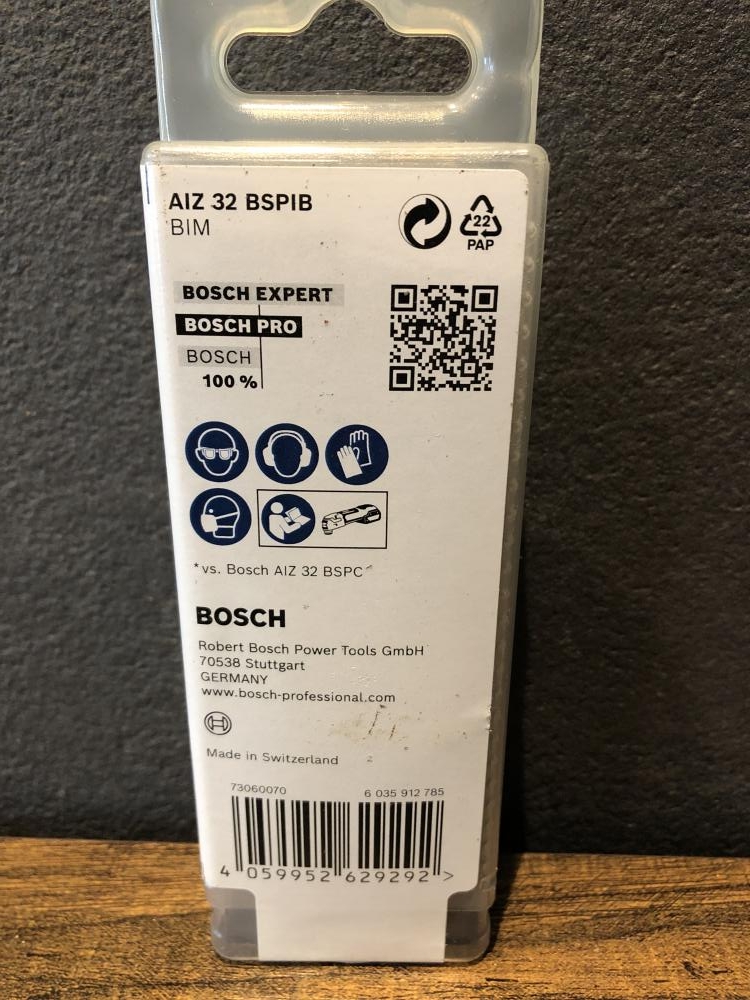 AIZ 32 BSPIB
BIM
22
PAP
BOSCH EXPERT
BOSCH PRO
BOSCH
100 %
* vs. Bosch AIZ 32 BSPC
BOSCH
Robert Bosch Power Tools GmbH
70538 Stuttgart
GERMANY
www.bosch-professional.com
Made in Switzerland
73060070 6 035 912 785
4 059952 629292 >